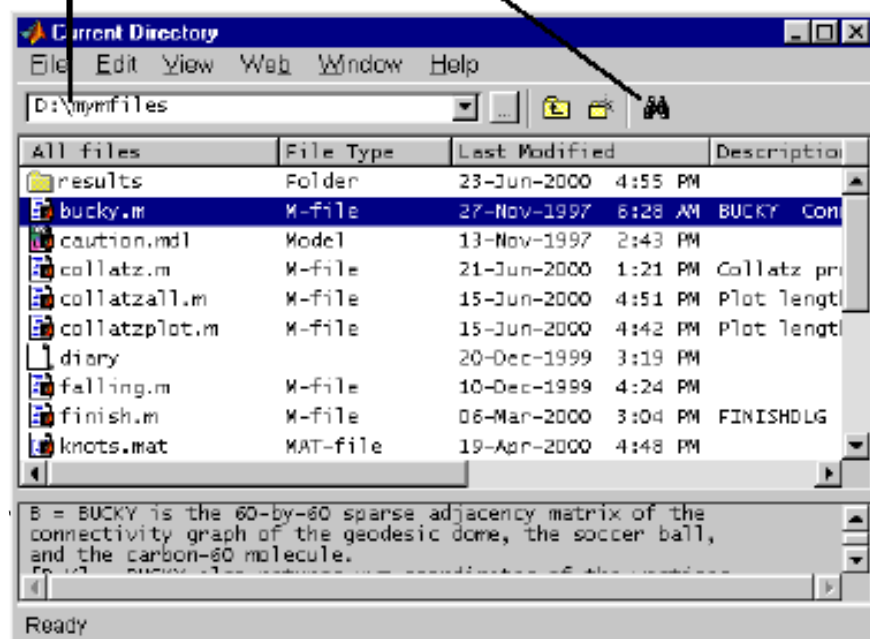 Current Directory
File Edit View Web Window Help
D:\mymfiles ...
All files File Type Last Modified Description
results Folder 23-Jun-2000 4:55 PM
bucky.m M-file 27-Nov-1997 6:28 AM BUCKY Con
caution.mdl Model 13-Nov-1997 2:43 PM
collatz.m M-file 21-Jun-2000 1:21 PM Collatz pr
collatzall.m M-file 15-Jun-2000 4:51 PM Plot lengt
collatzplot.m M-file 15-Jun-2000 4:42 PM Plot lengt
diary 20-Dec-1999 3:19 PM
falling.m M-file 10-Dec-1999 4:24 PM
finish.m M-file 06-Mar-2000 3:04 PM FINISHDLG
knots.mat MAT-file 19-Apr-2000 4:48 PM
B = BUCKY is the 60-by-60 sparse adjacency matrix of the
connectivity graph of the geodesic dome, the soccer ball,
and the carbon-60 molecule.
Ready